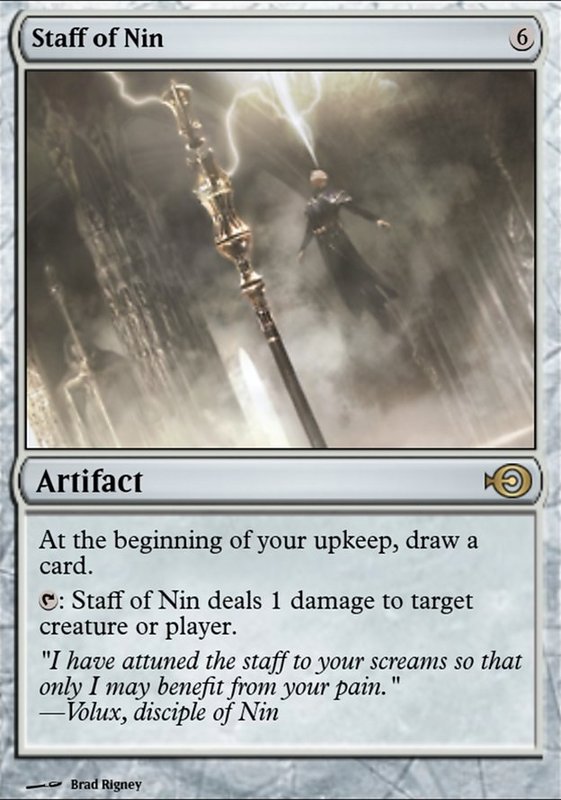 Staff of Nin 6
Artifact
At the beginning of your upkeep, draw a
card.
: Staff of Nin deals 1 damage to target
creature or player.
"I have attuned the staff to your screams so that
only I may benefit from your pain."
—Volux, disciple of Nin
Brad Rigney